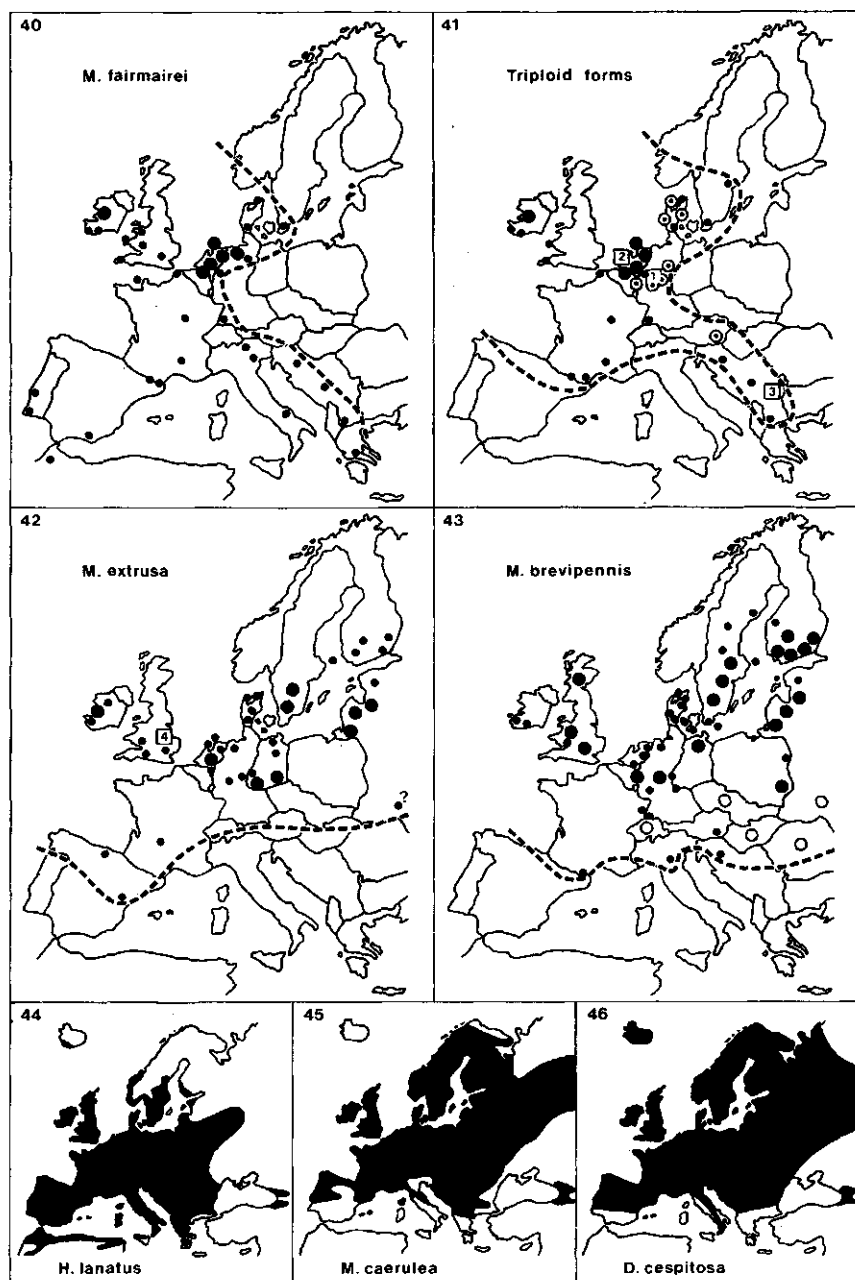 40
M. fairmairei
41
Triploid forms
2
1
3
42
M. extrusa
4
?
43
M. brevipennis
44
H. lanatus
45
M. caerulea
46
D. cespitosa